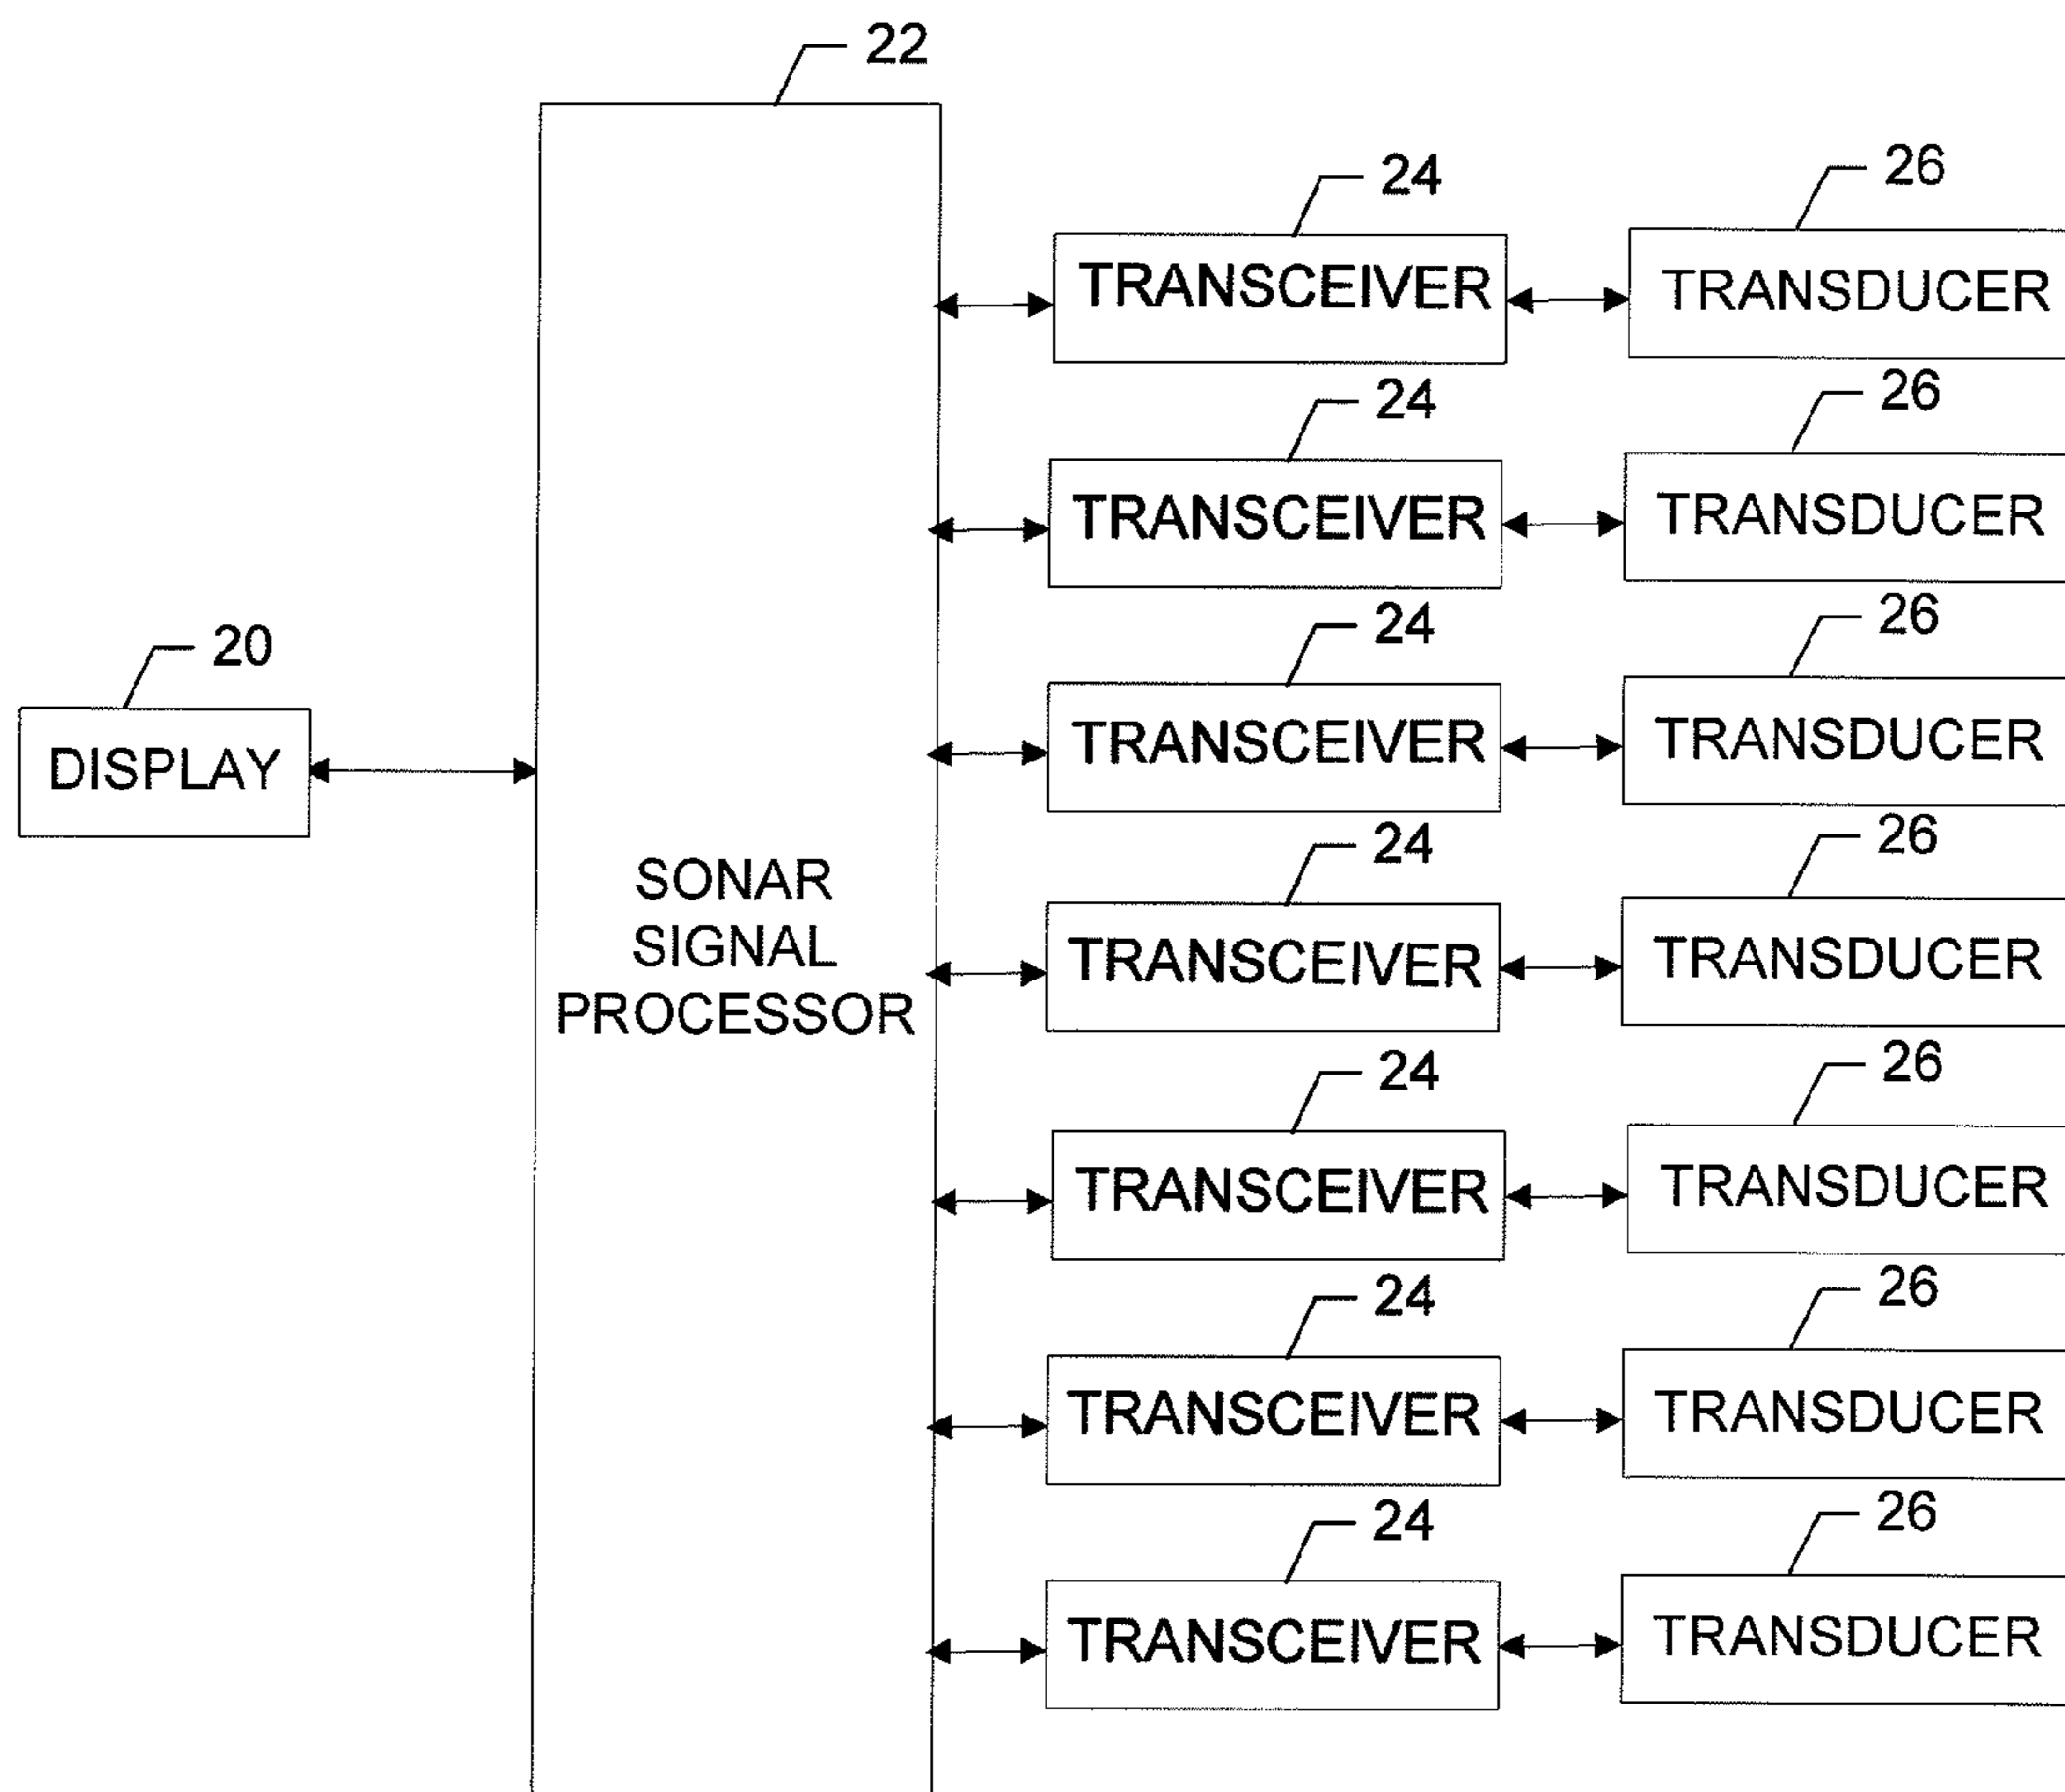 22
24
26
TRANSCEIVER
TRANSDUCER
24
26
TRANSCEIVER
TRANSDUCER
24
26
20
TRANSCEIVER
TRANSDUCER
DISPLAY
24
26
SONAR
SIGNAL
PROCESSOR
TRANSCEIVER
TRANSDUCER
24
26
TRANSCEIVER
TRANSDUCER
24
26
TRANSCEIVER
TRANSDUCER
24
26
TRANSCEIVER
TRANSDUCER